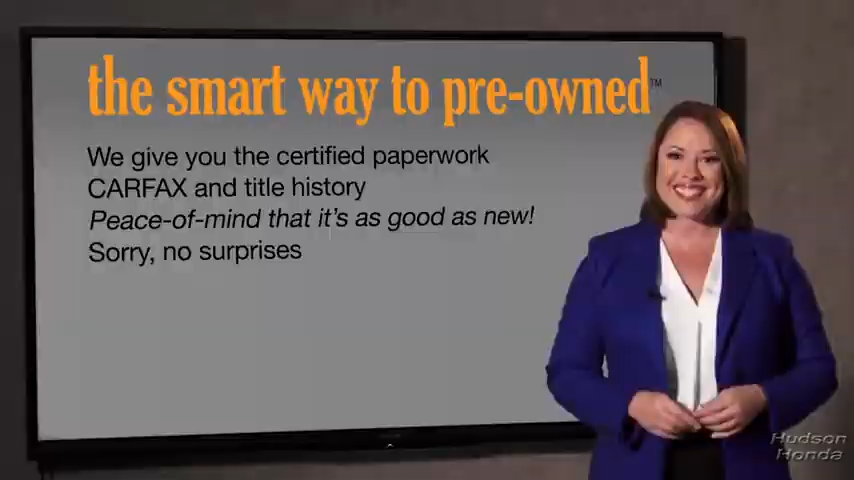 the smart way to pre-owned™
We give you the certified paperwork
CARFAX and title history
Peace-of-mind that it's as good as new!
Sorry, no surprises
Hudson
Honda